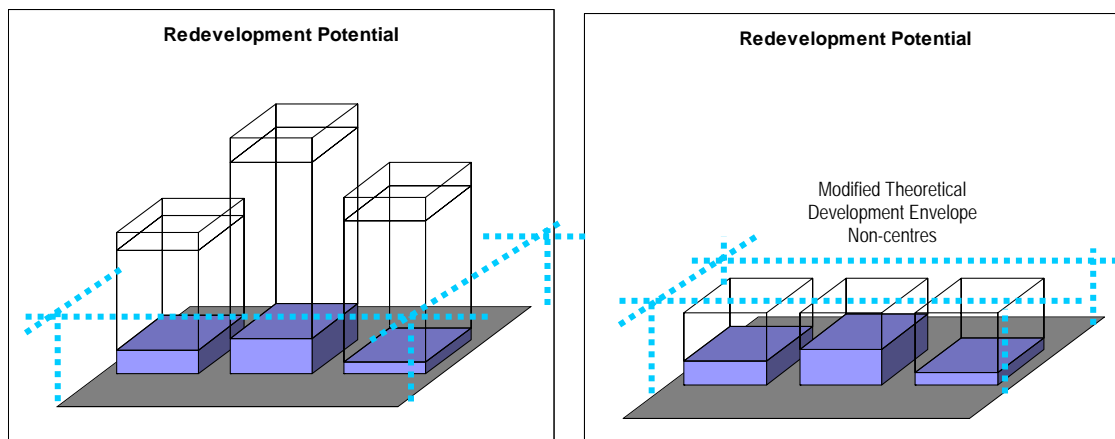 Redevelopment Potential
Redevelopment Potential
Modified Theoretical
Development Envelope
Non-centres